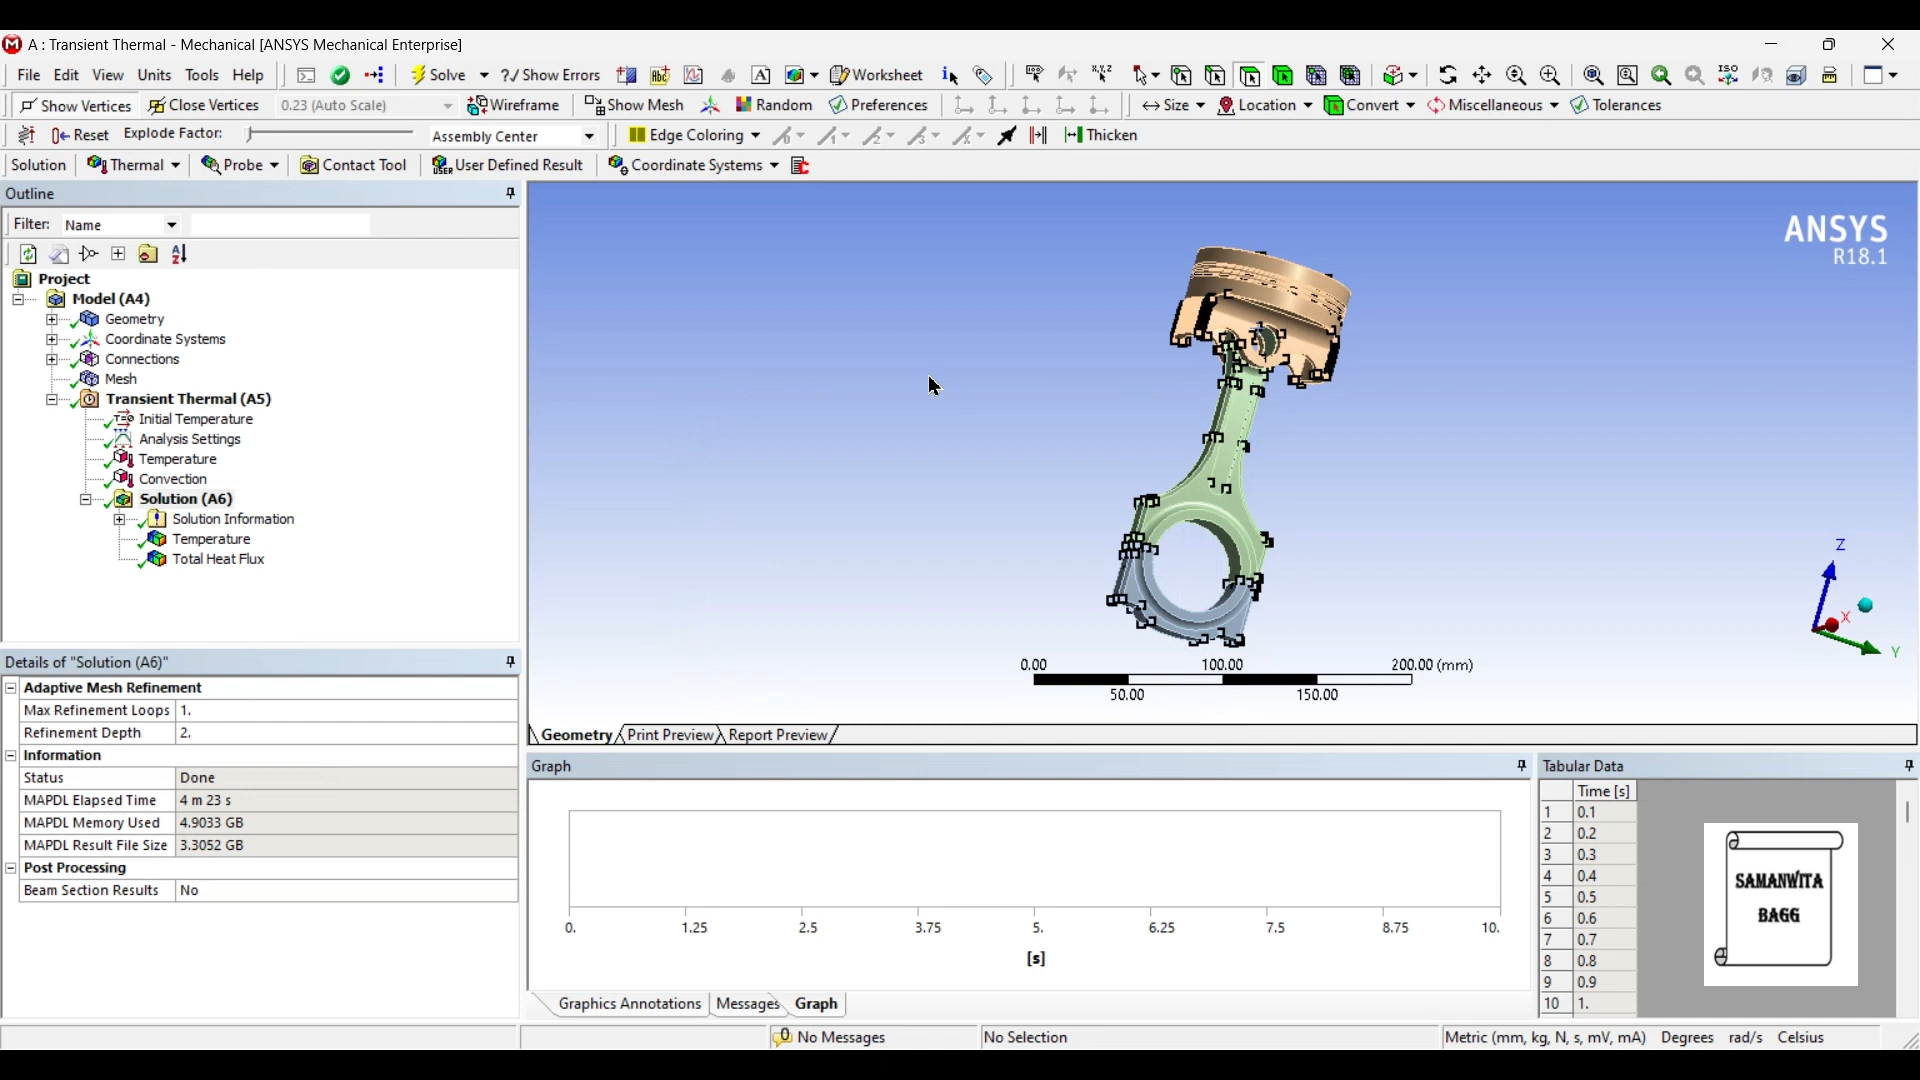 A : Transient Thermal - Mechanical [ANSYS Mechanical Enterprise]
File Edit View Units Tools Help Solve ?/ Show Errors Worksheet
Show Vertices Close Vertices 0.23 (Auto Scale) Wireframe Show Mesh Random Preferences Size Location Convert Miscellaneous Tolerances
Reset Explode Factor: Assembly Center Edge Coloring Thicken
Solution Thermal Probe Contact Tool User Defined Result Coordinate Systems
Outline
Filter: Name
Project
Model (A4)
Geometry
Coordinate Systems
Connections
Mesh
Transient Thermal (A5)
Initial Temperature
Analysis Settings
Temperature
Convection
Solution (A6)
Solution Information
Temperature
Total Heat Flux
Details of "Solution (A6)"
Adaptive Mesh Refinement
Max Refinement Loops 1.
Refinement Depth 2.
Information
Status Done
MAPDL Elapsed Time 4 m 23 s
MAPDL Memory Used 4.9033 GB
MAPDL Result File Size 3.3052 GB
Post Processing
Beam Section Results No
ANSYS
R18.1
Z
X
Y
0.00 100.00 200.00 (mm)
50.00 150.00
Geometry Print Preview Report Preview
Graph
0. 1.25 2.5 3.75 5. 6.25 7.5 8.75 10.
[s]
Graphics Annotations Messages Graph
Tabular Data
Time [s]
1 0.1
2 0.2
3 0.3
4 0.4
5 0.5
6 0.6
7 0.7
8 0.8
9 0.9
10 1.
SAMANWITA
BAGG
No Messages No Selection Metric (mm, kg, N, s, mV, mA) Degrees rad/s Celsius